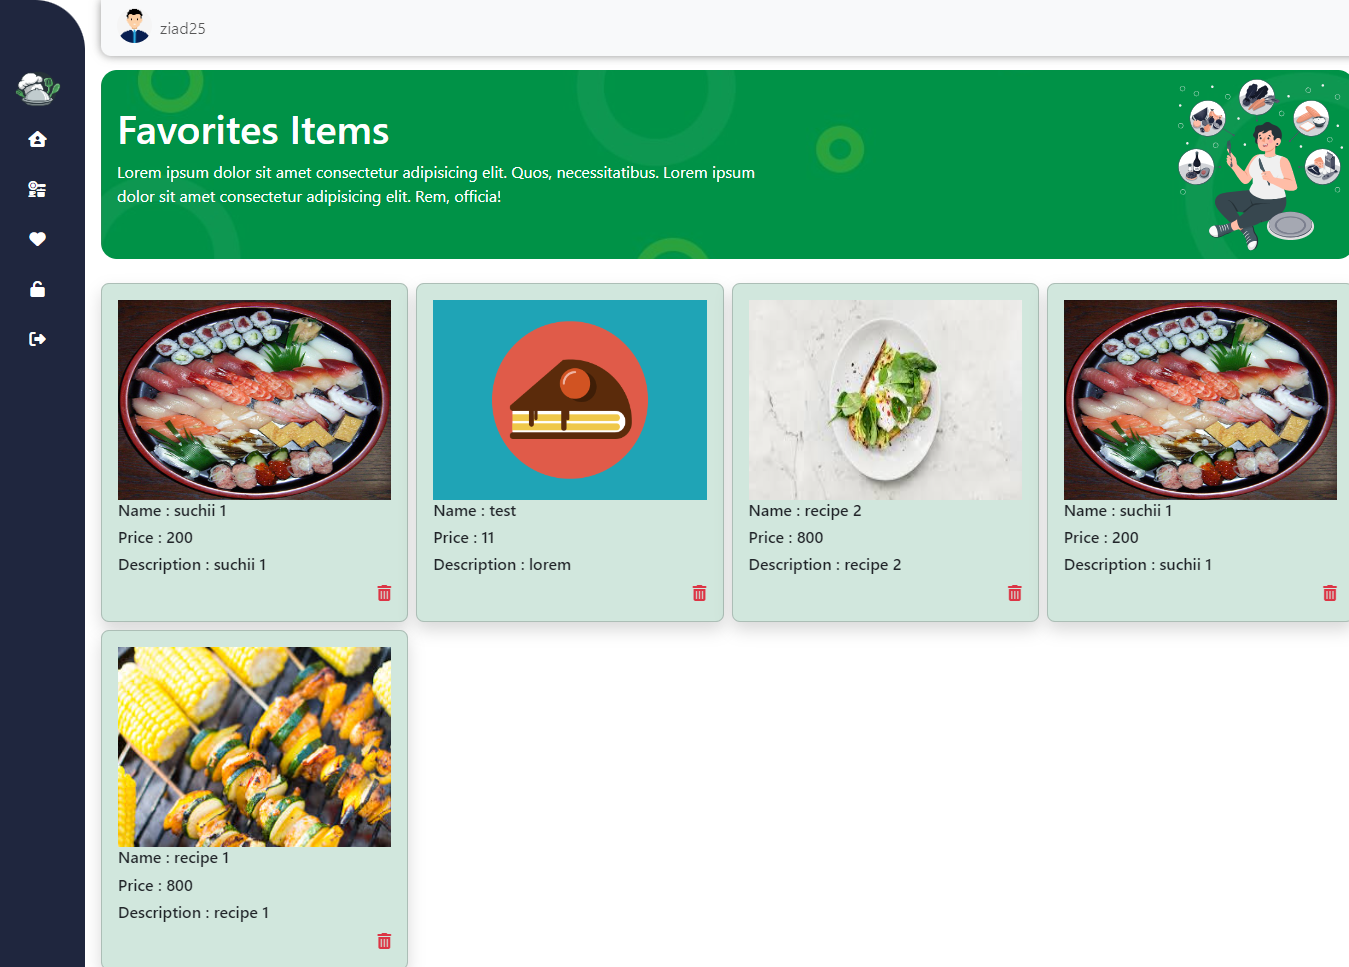 ziad25
Favorites Items
Lorem ipsum dolor sit amet consectetur adipisicing elit. Quos, necessitatibus. Lorem ipsum
dolor sit amet consectetur adipisicing elit. Rem, officia!
Name : suchii 1
Price : 200
Description : suchii 1
Name : test
Price : 11
Description : lorem
Name : recipe 2
Price : 800
Description : recipe 2
Name : suchii 1
Price : 200
Description : suchii 1
Name : recipe 1
Price : 800
Description : recipe 1